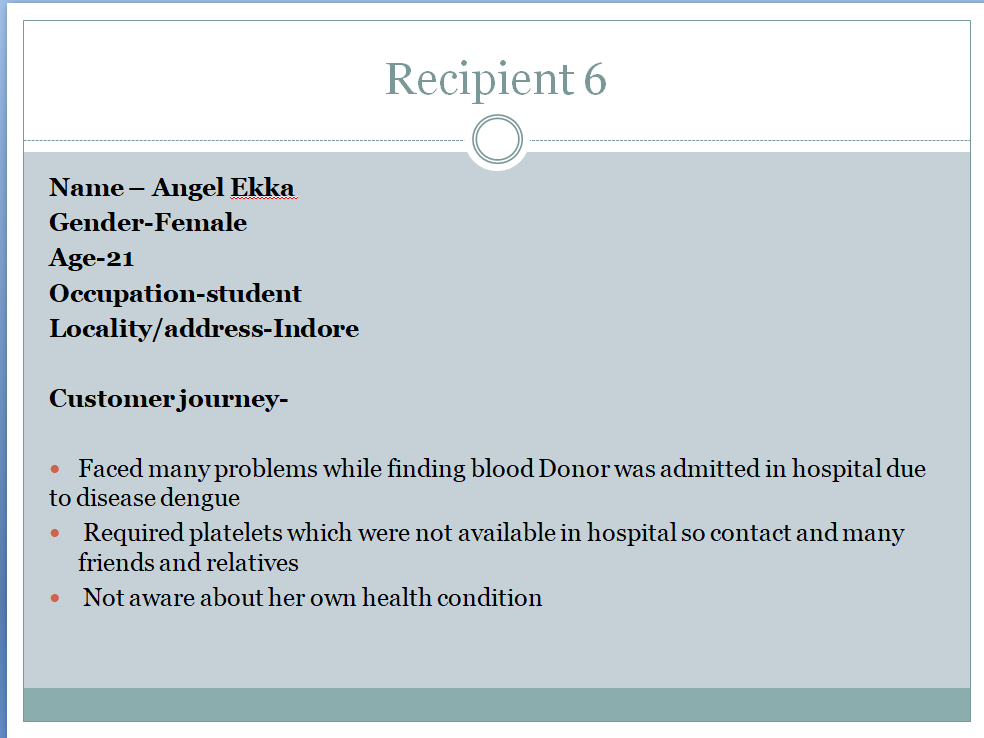 Recipient 6
Name – Angel Ekka
Gender-Female
Age-21
Occupation-student
Locality/address-Indore
Customer journey-
• Faced many problems while finding blood Donor was admitted in hospital due
to disease dengue
• Required platelets which were not available in hospital so contact and many
friends and relatives
• Not aware about her own health condition